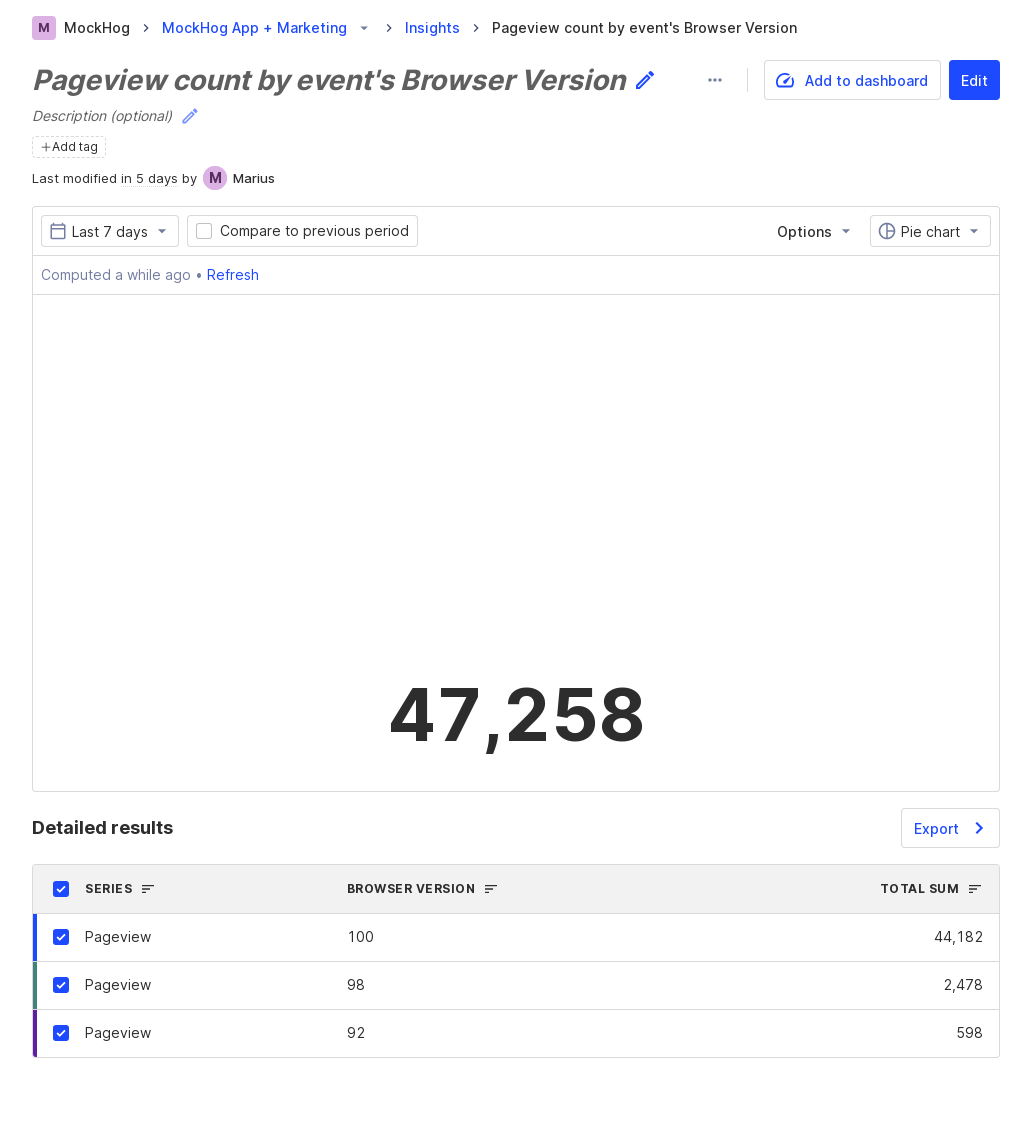 M MockHog MockHog App + Marketing Insights Pageview count by event's Browser Version
Pageview count by event's Browser Version
Add to dashboard
Edit
Description (optional)
Add tag
Last modified in 5 days by M Marius
Last 7 days
Compare to previous period
Options
Pie chart
Computed a while ago • Refresh
47,258
Detailed results
Export
SERIES BROWSER VERSION TOTAL SUM
Pageview 100 44,182
Pageview 98 2,478
Pageview 92 598